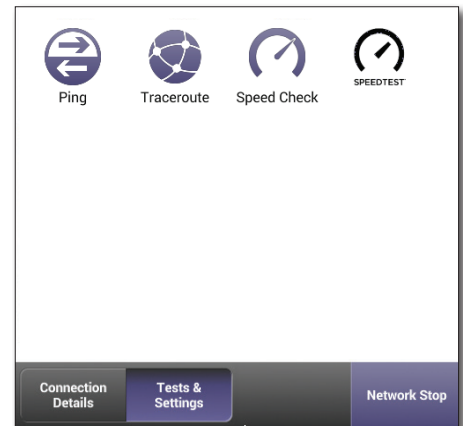 Ping
Traceroute
Speed Check
SPEEDTEST
Connection
Details
Tests &
Settings
Network Stop